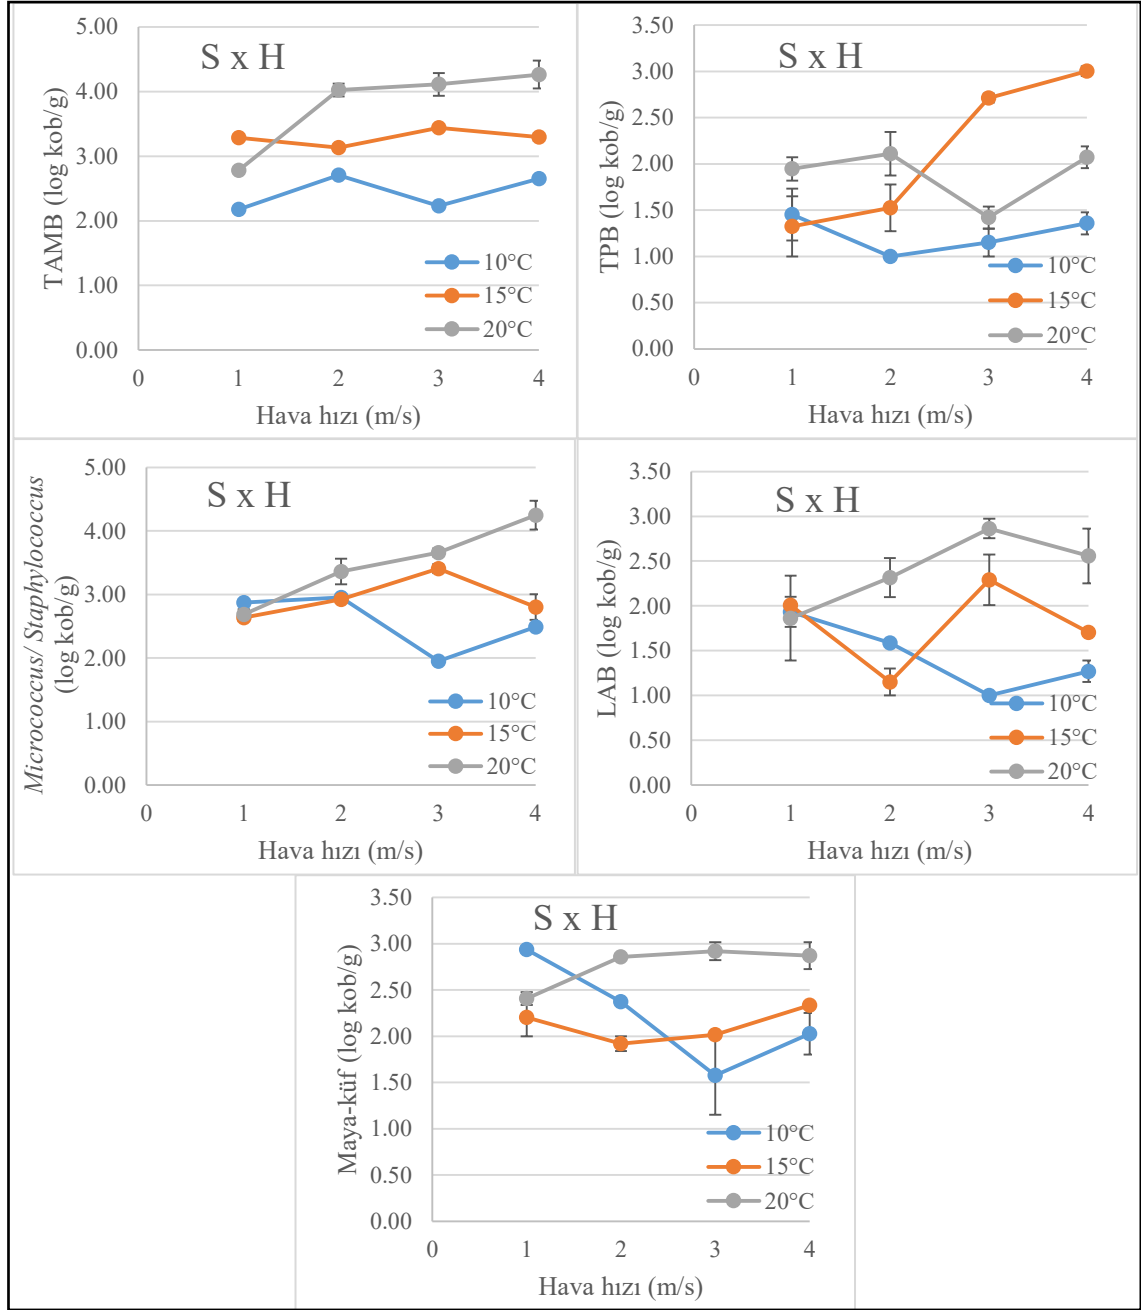 S x H
TAMB (log kob/g)
5.00
4.00
3.00
2.00
1.00
0.00
10°C
15°C
20°C
0 1 2 3 4
Hava hızı (m/s)
S x H
TPB (log kob/g)
3.50
3.00
2.50
2.00
1.50
1.00
0.50
0.00
10°C
15°C
20°C
0 1 2 3 4
Hava hızı (m/s)
S x H
Micrococcus/ Staphylococcus
(log kob/g)
5.00
4.00
3.00
2.00
1.00
0.00
10°C
15°C
20°C
0 1 2 3 4
Hava hızı (m/s)
S x H
LAB (log kob/g)
3.50
3.00
2.50
2.00
1.50
1.00
0.50
0.00
10°C
15°C
20°C
0 1 2 3 4
Hava hızı (m/s)
S x H
Maya-küf (log kob/g)
3.50
3.00
2.50
2.00
1.50
1.00
0.50
0.00
10°C
15°C
20°C
0 1 2 3 4
Hava hızı (m/s)